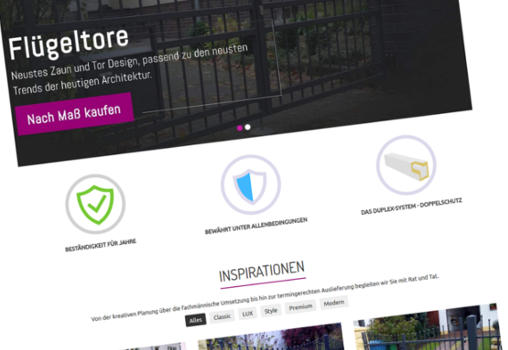 Flügeltore
Neustes Zaun und Tor Design, passend zu den neusten
Trends der heutigen Architektur.
Nach Maß kaufen
BESTÄNDIGKEIT FÜR JAHRE
BEWÄHRT UNTER ALLENBEDINGUNGEN
DAS DUPLEX-SYSTEM - DOPPELSCHUTZ
INSPIRATIONEN
Von der kreativen Planung über die fachmännische Umsetzung bis hin zur termingerechten Auslieferung begleiten wir Sie mit Rat und Tat.
Alles Classic LUX Style Premium Modern